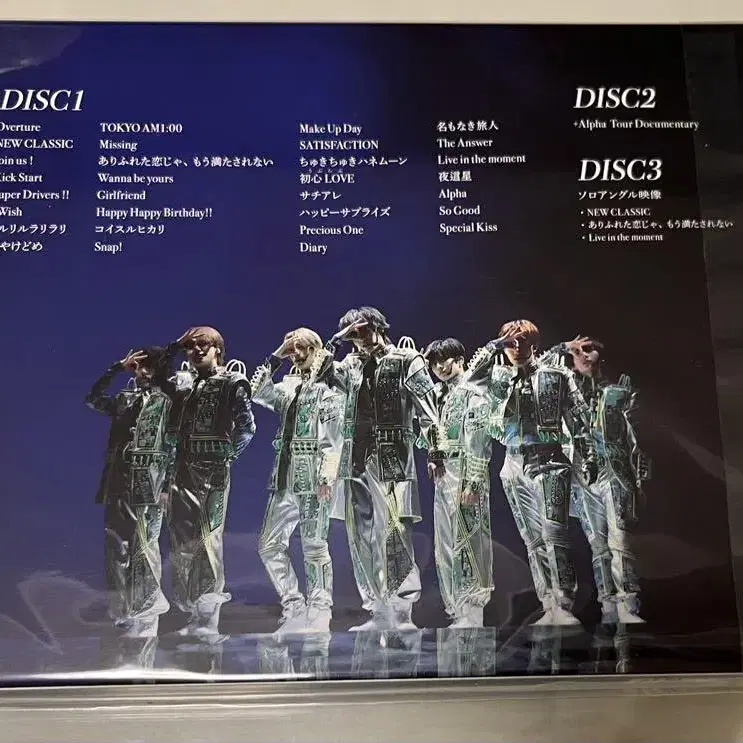 DISC1
Overture
NEW CLASSIC
oin us !
Kick Start
uper Drivers !!
Wish
ルリルラリラリ
やけどめ
TOKYO AM1:00
Missing
ありふれた恋じゃ、もう満たされない
Wanna be yours
Girlfriend
Happy Happy Birthday!!
コイスルヒカリ
Snap!
Make Up Day
SATISFACTION
ちゅきちゅきハネムーン
うぶらぶ
初心LOVE
サチアレ
ハッピーサプライズ
Precious One
Diary
名もなき旅人
The Answer
Live in the moment
夜這星
Alpha
So Good
Special Kiss
DISC2
+Alpha Tour Documentary
DISC3
ソロアングル映像
・NEW CLASSIC
・ありふれた恋じゃ、もう満たされない
・Live in the moment